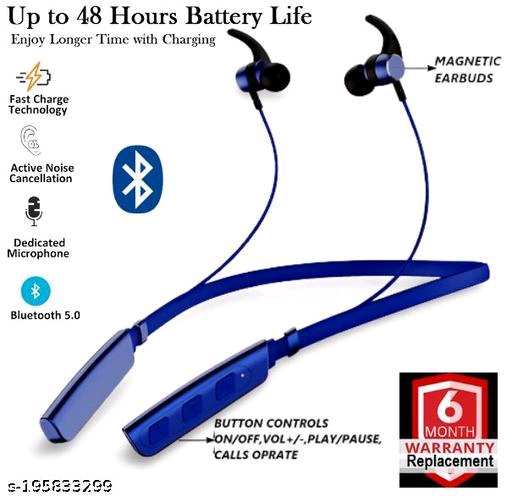 Up to 48 Hours Battery Life
Enjoy Longer Time with Charging
Fast Charge
Technology
Active Noise
Cancellation
Dedicated
Microphone
Bluetooth 5.0
MAGNETIC
EARBUDS
BUTTON CONTROLS
ON/OFF,VOL+/-,PLAY/PAUSE,
CALLS OPRATE
6
MONTH
WARRANTY
Replacement
s-195833299